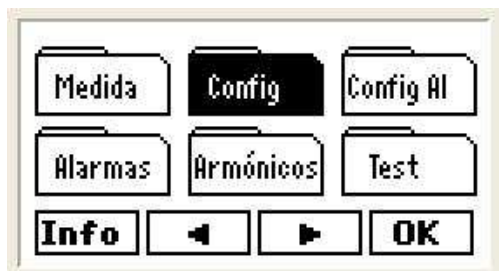 Medida Config Config Al
Alarmas Armónicos Test
Info ◄ ► OK